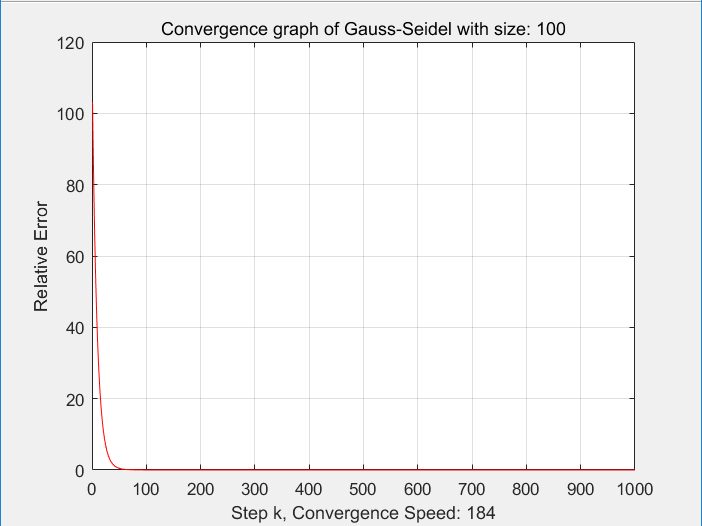 Convergence graph of Gauss-Seidel with size: 100
120
100
80
60
40
20
0
Relative Error
0 100 200 300 400 500 600 700 800 900 1000
Step k, Convergence Speed: 184